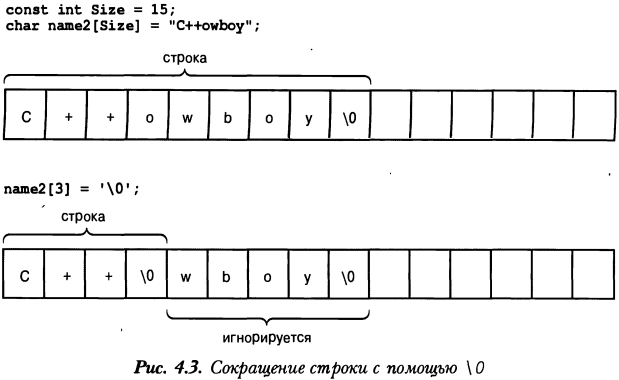 const int Size = 15;
char name2[Size] = "C++owboy";
строка
C + + o w b o y \0
name2[3] = '\0';
строка
C + + \0 w b o y \0
игнорируется
Рис. 4.3. Сокращение строки с помощью \0